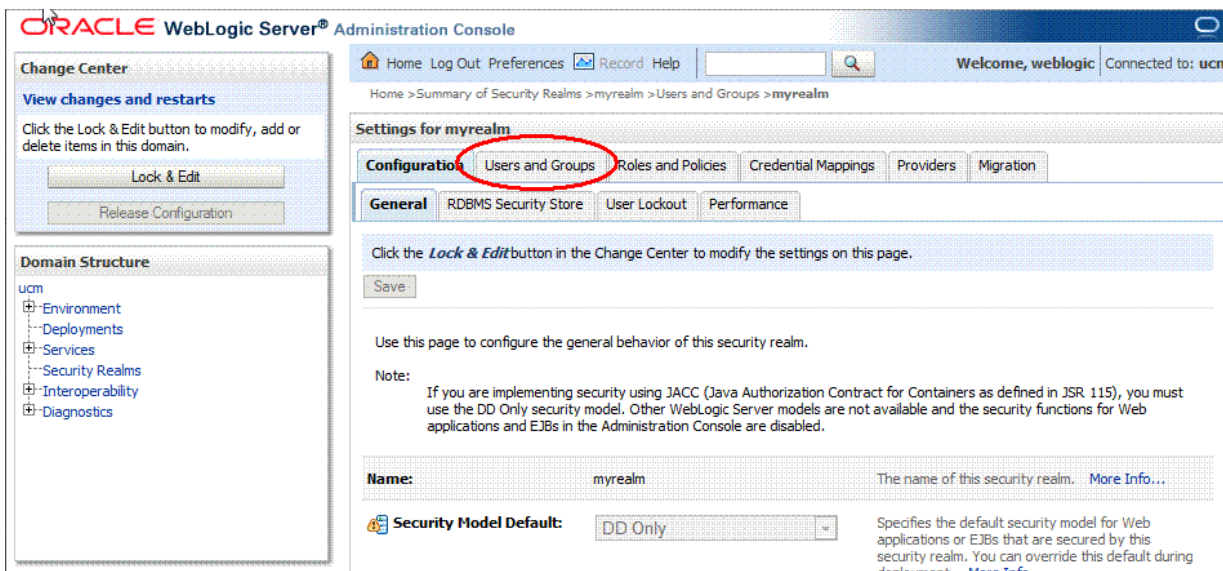 ORACLE WebLogic Server® Administration Console
Change Center
View changes and restarts
Click the Lock & Edit button to modify, add or
delete items in this domain.
Lock & Edit
Release Configuration
Domain Structure
ucm
Environment
Deployments
Services
Security Realms
Interoperability
Diagnostics
Home Log Out Preferences Record Help
Welcome, weblogic Connected to: ucm
Home >Summary of Security Realms >myrealm >Users and Groups >myrealm
Settings for myrealm
Configuration Users and Groups Roles and Policies Credential Mappings Providers Migration
General RDBMS Security Store User Lockout Performance
Click the Lock & Edit button in the Change Center to modify the settings on this page.
Save
Use this page to configure the general behavior of this security realm.
Note:
If you are implementing security using JACC (Java Authorization Contract for Containers as defined in JSR 115), you must
use the DD Only security model. Other WebLogic Server models are not available and the security functions for Web
applications and EJBs in the Administration Console are disabled.
Name: myrealm The name of this security realm. More Info...
Security Model Default: DD Only Specifies the default security model for Web
applications or EJBs that are secured by this
security realm. You can override this default during
deployment. More Info